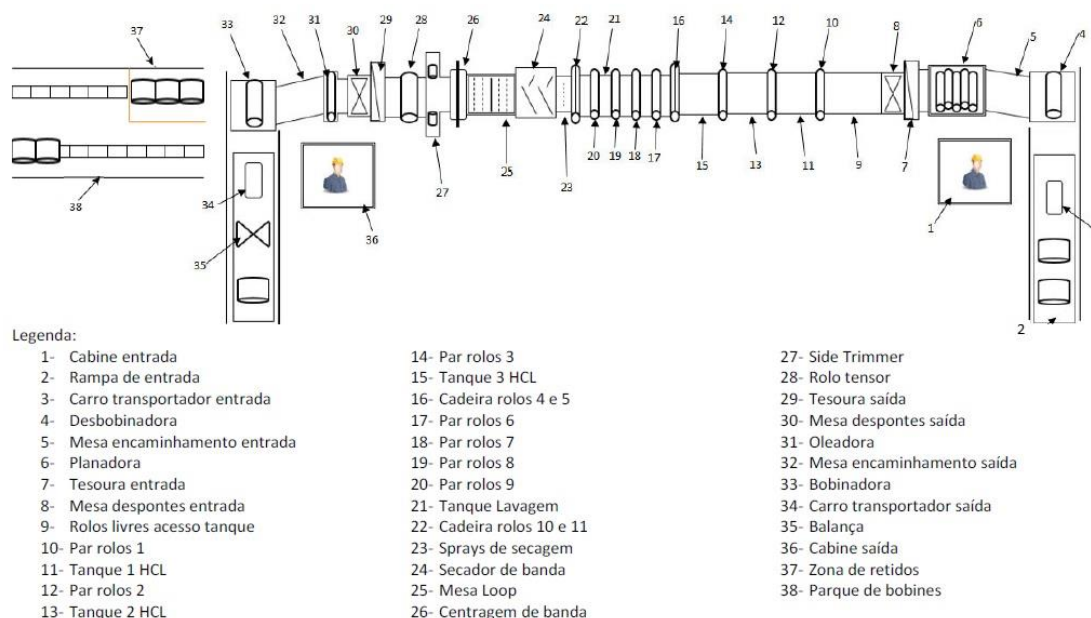 37
33
32
31
30
29
28
26
24
21
22
16
14
12
10
8
6
5
4
38
34
35
36
27
25
23
20
19
18
17
15
13
11
9
7
1
2
Legenda:
1- Cabine entrada
2- Rampa de entrada
3- Carro transportador entrada
4- Desbobinadora
5- Mesa encaminhamento entrada
6- Planadora
7- Tesoura entrada
8- Mesa despontes entrada
9- Rolos livres acesso tanque
10- Par rolos 1
11- Tanque 1 HCL
12- Par rolos 2
13- Tanque 2 HCL
14- Par rolos 3
15- Tanque 3 HCL
16- Cadeira rolos 4 e 5
17- Par rolos 6
18- Par rolos 7
19- Par rolos 8
20- Par rolos 9
21- Tanque Lavagem
22- Cadeira rolos 10 e 11
23- Sprays de secagem
24- Secador de banda
25- Mesa Loop
26- Centragem de banda
27- Side Trimmer
28- Rolo tensor
29- Tesoura saída
30- Mesa despontes saída
31- Oleadora
32- Mesa encaminhamento saída
33- Bobinadora
34- Carro transportador saída
35- Balança
36- Cabine saída
37- Zona de retidos
38- Parque de bobines